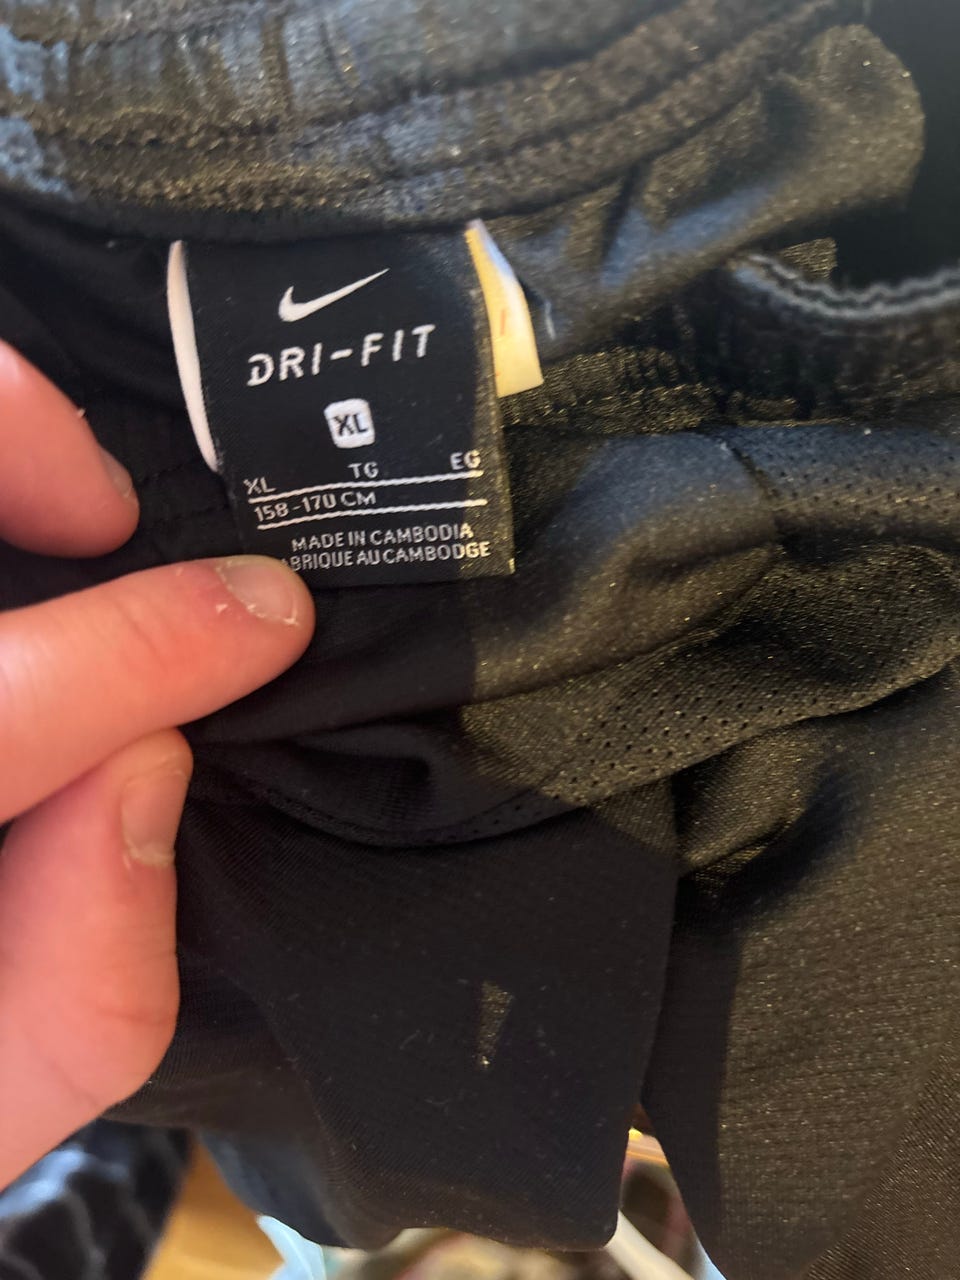 DRI-FIT
XL
XL TG EG
158-170 CM
MADE IN CAMBODIA
ABRIQUE AU CAMBODGE